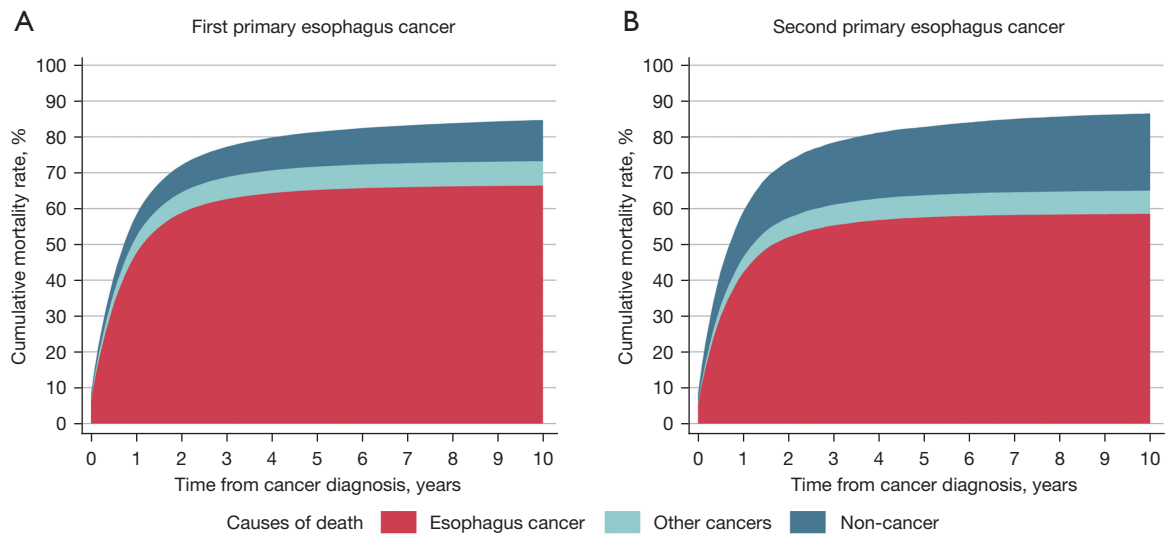 A
First primary esophagus cancer
Cumulative mortality rate, %
100
90
80
70
60
50
40
30
20
10
0
0 1 2 3 4 5 6 7 8 9 10
Time from cancer diagnosis, years
B
Second primary esophagus cancer
Cumulative mortality rate, %
100
90
80
70
60
50
40
30
20
10
0
0 1 2 3 4 5 6 7 8 9 10
Time from cancer diagnosis, years
Causes of death Esophagus cancer Other cancers Non-cancer